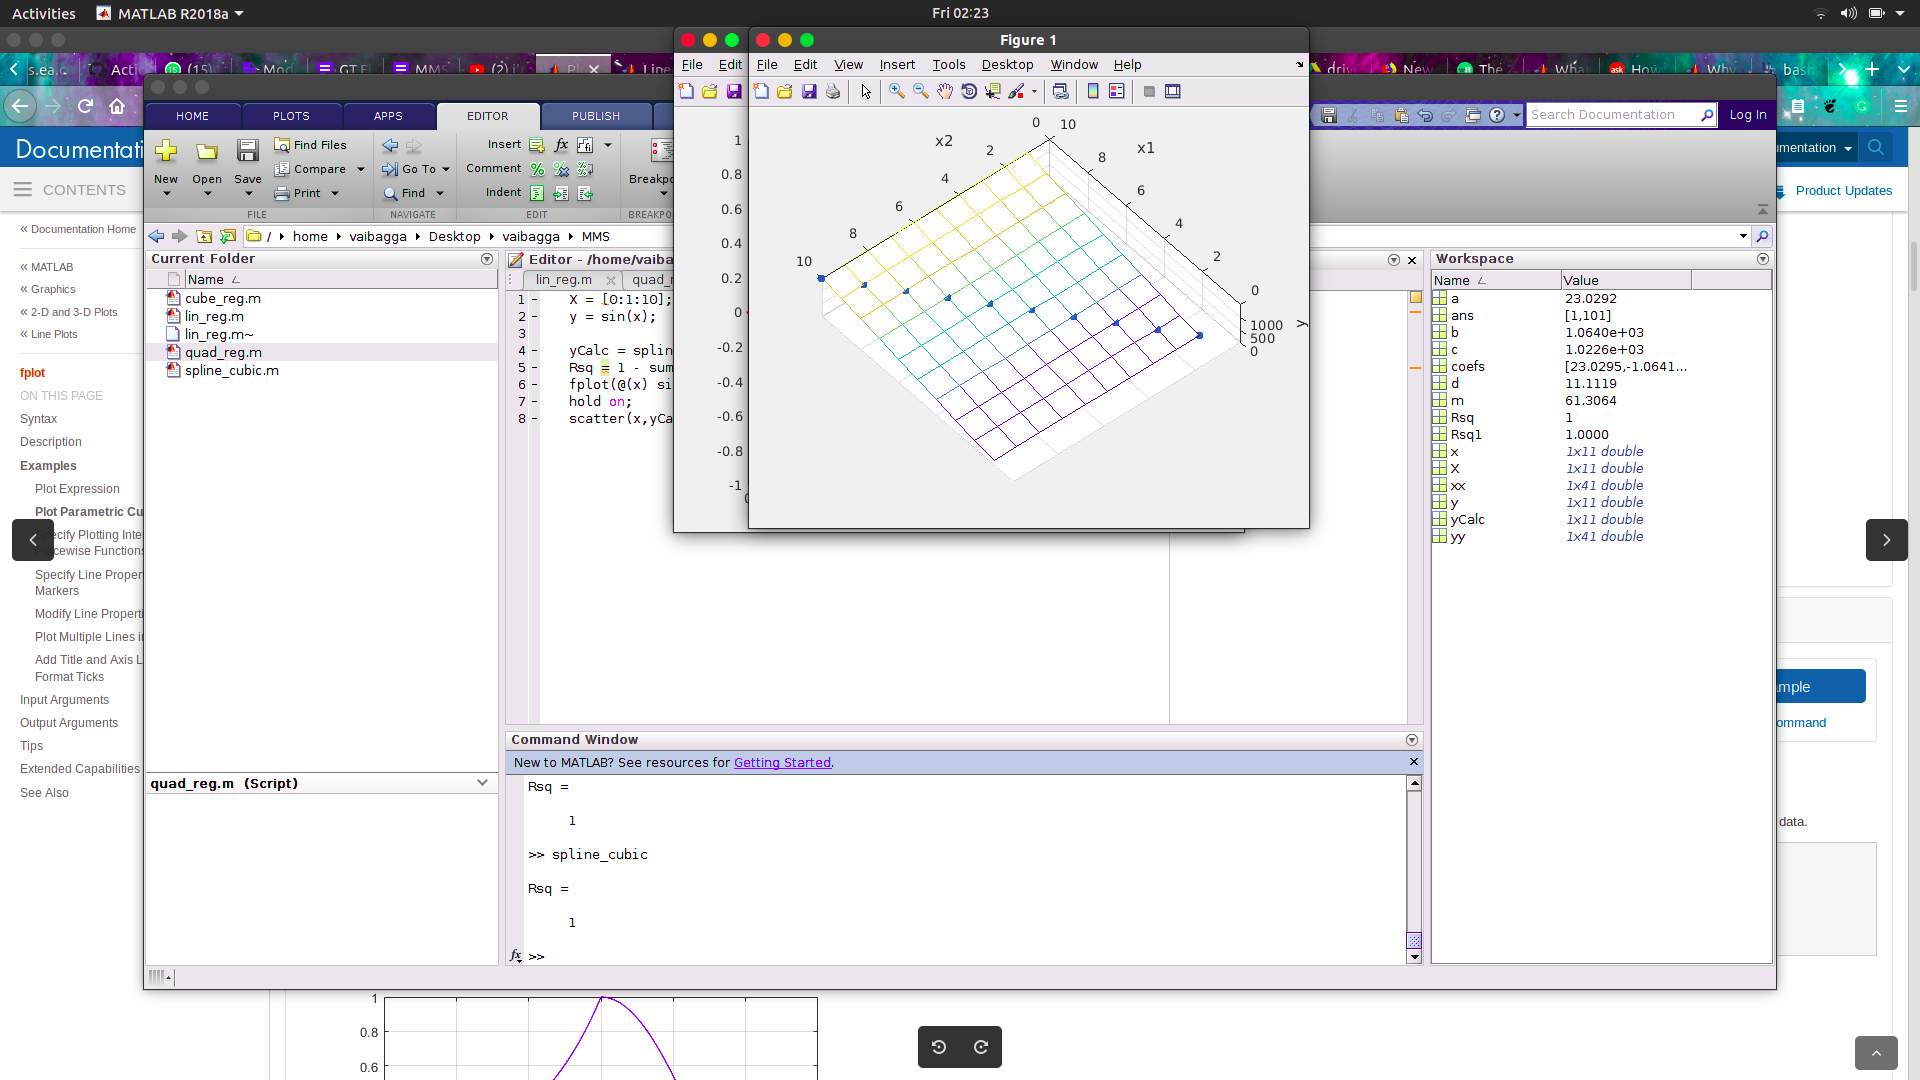 Activities
MATLAB R2018a
Fri 02:23
Figure 1
File Edit
File Edit View Insert Tools Desktop Window Help
HOME PLOTS APPS EDITOR PUBLISH
Search Documentation
Log In
Documentati
CONTENTS
Product Updates
New
Open
Save
Find Files
Compare
Print
FILE
Go To
Find
NAVIGATE
Insert
Comment
Indent
EDIT
/ home vaibagga Desktop vaibagga MMS
« Documentation Home
« MATLAB
« Graphics
« 2-D and 3-D Plots
« Line Plots
fplot
ON THIS PAGE
Syntax
Description
Examples
Plot Expression
Plot Parametric Cu
Specify Line Propert
Markers
Modify Line Properti
Plot Multiple Lines i
Add Title and Axis L
Format Ticks
Input Arguments
Output Arguments
Tips
Extended Capabilities
See Also
Current Folder
Name
cube_reg.m
lin_reg.m
lin_reg.m~
quad_reg.m
spline_cubic.m
quad_reg.m (Script)
Editor - /home/vaiba
lin_reg.m
1 X = [0:1:10];
2 y = sin(x);
3
4 yCalc = splin
5 Rsq = 1 - sum
6 fplot(@(x) si
7 hold on;
8 scatter(x,yCa
1
0.8
0.6
0.4
0.2
0
-0.2
-0.4
-0.6
-0.8
-1
x2
0
2
4
6
8
10
x1
10
8
6
4
2
0
y
1000
500
0
Workspace
Name Value
a 23.0292
ans [1,101]
b 1.0640e+03
c 1.0226e+03
coefs [23.0295,-1.0641...
d 11.1119
m 61.3064
Rsq 1
Rsq1 1.0000
x 1x11 double
X 1x11 double
xx 1x41 double
y 1x11 double
yCalc 1x11 double
yy 1x41 double
Command Window
New to MATLAB? See resources for Getting Started.
Rsq =
1
>> spline_cubic
Rsq =
1
fx >>
data.
1
0.8
0.6